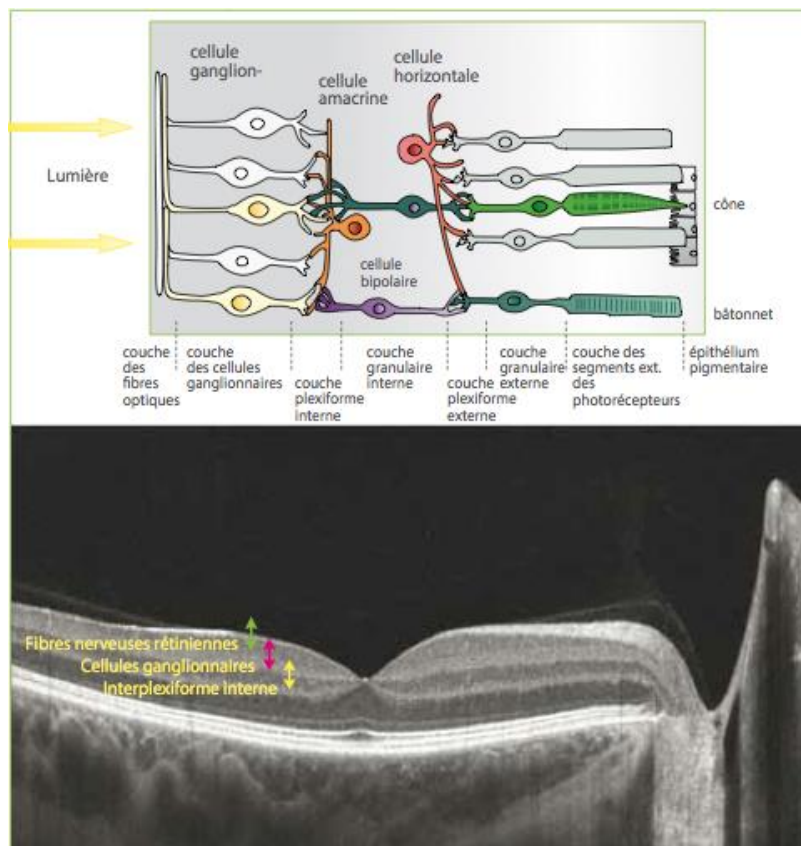 cellule
ganglion-
cellule
amacrine
cellule
horizontale
Lumière
cône
cellule
bipolaire
bâtonnet
couche
des
fibres
optiques
couche
des cellules
ganglionnaires
couche
plexiforme
interne
couche
granulaire
interne
couche
plexiforme
externe
couche
granulaire
externe
couche des
segments ext.
des
photorécepteurs
épithélium
pigmentaire
Fibres nerveuses rétiniennes
Cellules ganglionnaires
Interplexiforme interne